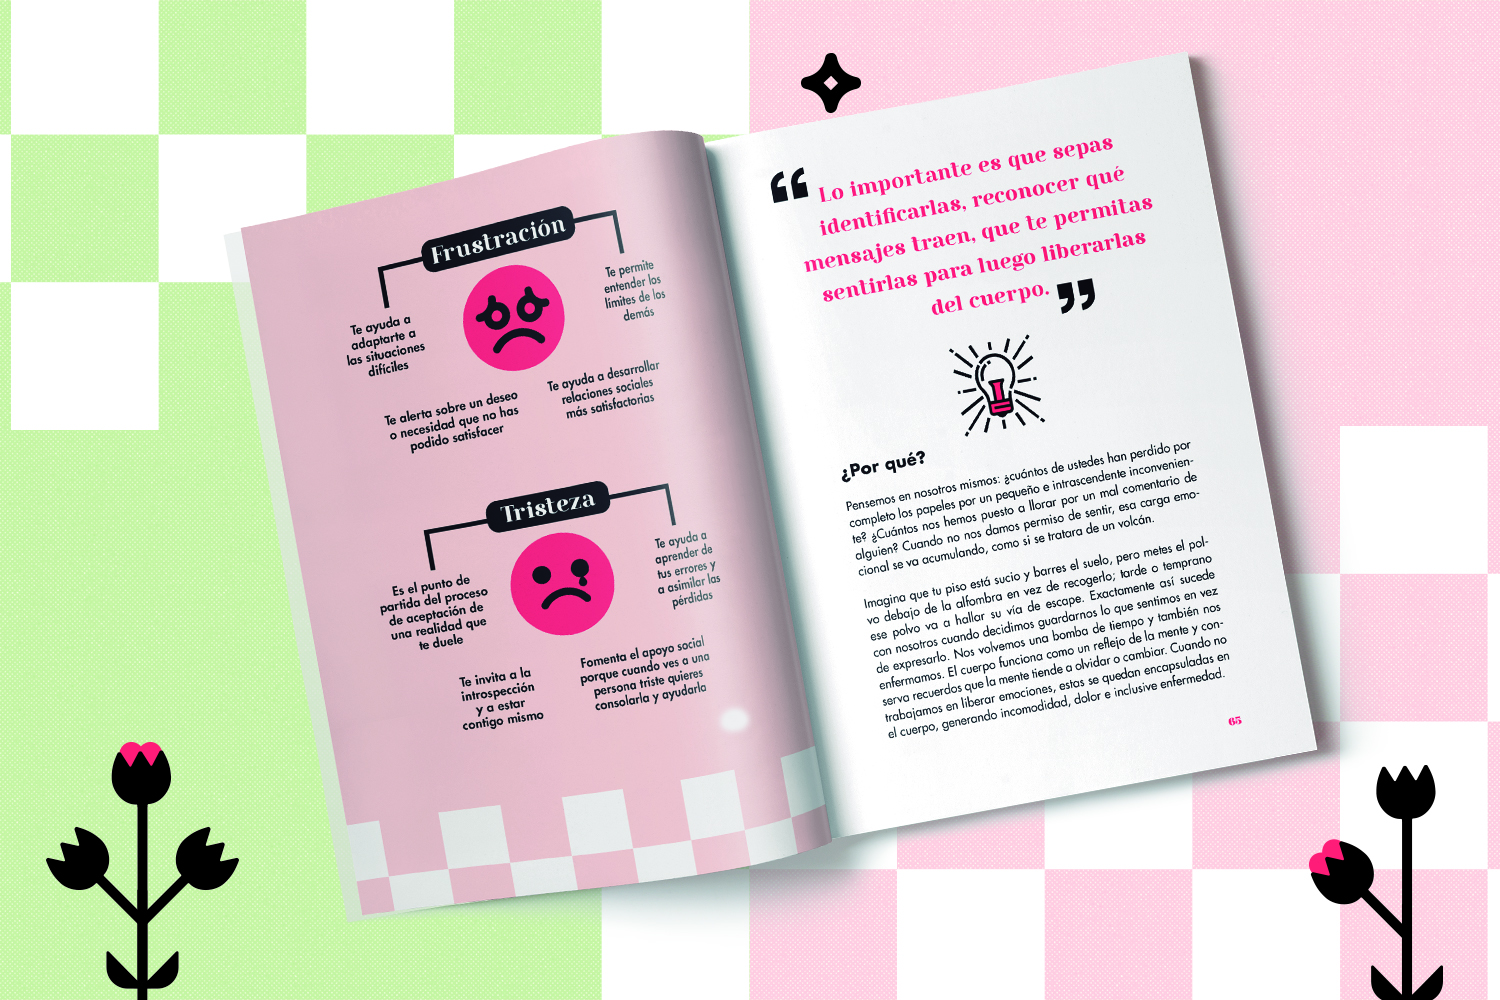 Frustración
Te ayuda a
adaptarte a
las situaciones
difíciles
Te permite
entender los
límites de los
demás
Te alerta sobre un deseo
o necesidad que no has
podido satisfacer
Te ayuda a desarrollar
relaciones sociales
más satisfactorias
Tristeza
Es el punto de
partida del proceso
de aceptación de
una realidad que
te duele
Te ayuda a
aprender de
tus errores y
a asimilar las
pérdidas
Te invita a la
introspección
y a estar
contigo mismo
Fomenta el apoyo social
porque cuando ves a una
persona triste quieres
consolarla y ayudarla
“ Lo importante es que sepas
identificarlas, reconocer qué
mensajes traen, que te permitas
sentirlas para luego liberarlas
del cuerpo. ”
¿Por qué?
Pensemos en nosotros mismos: ¿cuántos de ustedes han perdido por
completo los papeles por un pequeño e intrascendente inconvenien-
te? ¿Cuántos nos hemos puesto a llorar por un mal comentario de
alguien? Cuando no nos damos permiso de sentir, esa carga emo-
cional se va acumulando, como si se tratara de un volcán.
Imagina que tu piso está sucio y barres el suelo, pero metes el pol-
vo debajo de la alfombra en vez de recogerlo; tarde o temprano
ese polvo va a hallar su vía de escape. Exactamente así sucede
con nosotros cuando decidimos guardarnos lo que sentimos en vez
de expresarlo. Nos volvemos una bomba de tiempo y también nos
enfermamos. El cuerpo funciona como un reflejo de la mente y con-
serva recuerdos que la mente tiende a olvidar o cambiar. Cuando no
trabajamos en liberar emociones, estas se quedan encapsuladas en
el cuerpo, generando incomodidad, dolor e inclusive enfermedad.
65